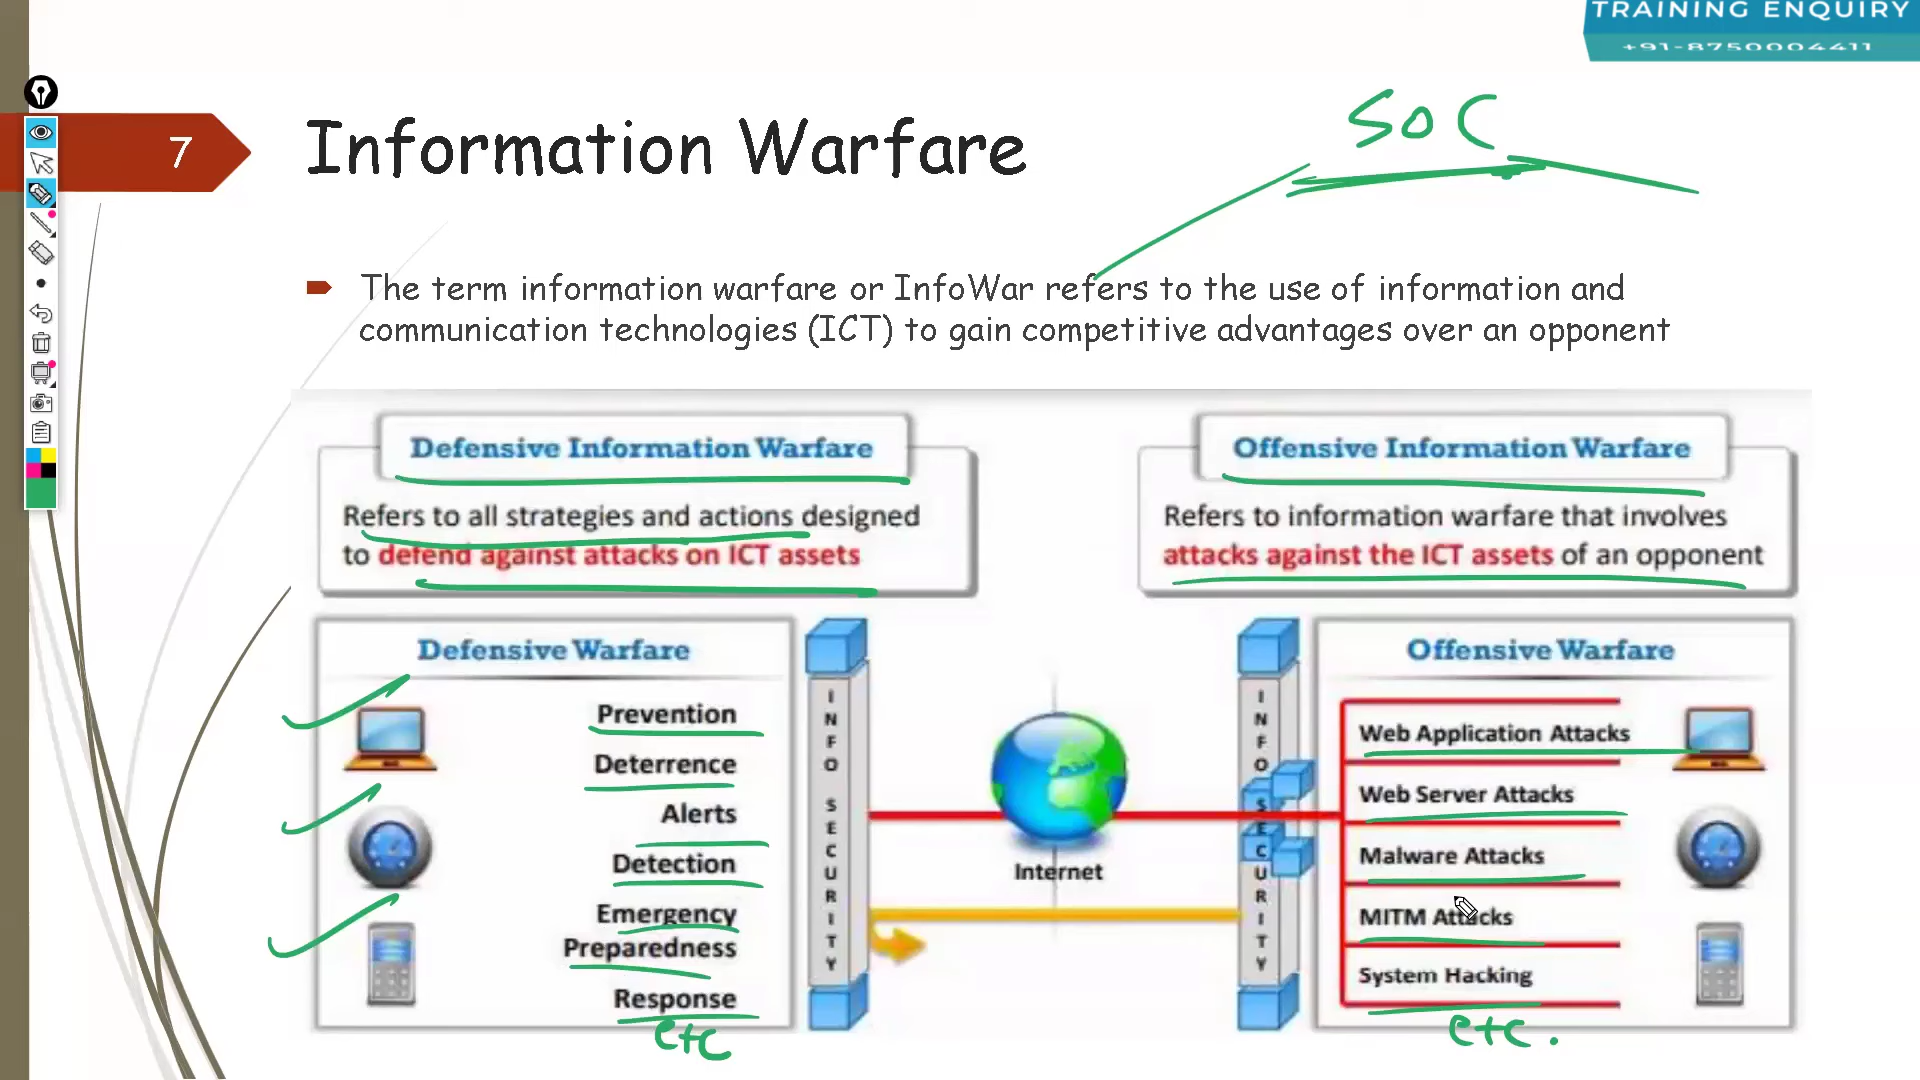 TRAINING ENQUIRY
+91-8750004411
7
Information Warfare
SOC
The term information warfare or InfoWar refers to the use of information and
communication technologies (ICT) to gain competitive advantages over an opponent
Defensive Information Warfare
Refers to all strategies and actions designed
to defend against attacks on ICT assets
Offensive Information Warfare
Refers to information warfare that involves
attacks against the ICT assets of an opponent
Defensive Warfare
Prevention
Deterrence
Alerts
Detection
Emergency
Preparedness
Response
etc
INFO SECURITY
Internet
INFO SECURITY
Offensive Warfare
Web Application Attacks
Web Server Attacks
Malware Attacks
MITM Attacks
System Hacking
etc.